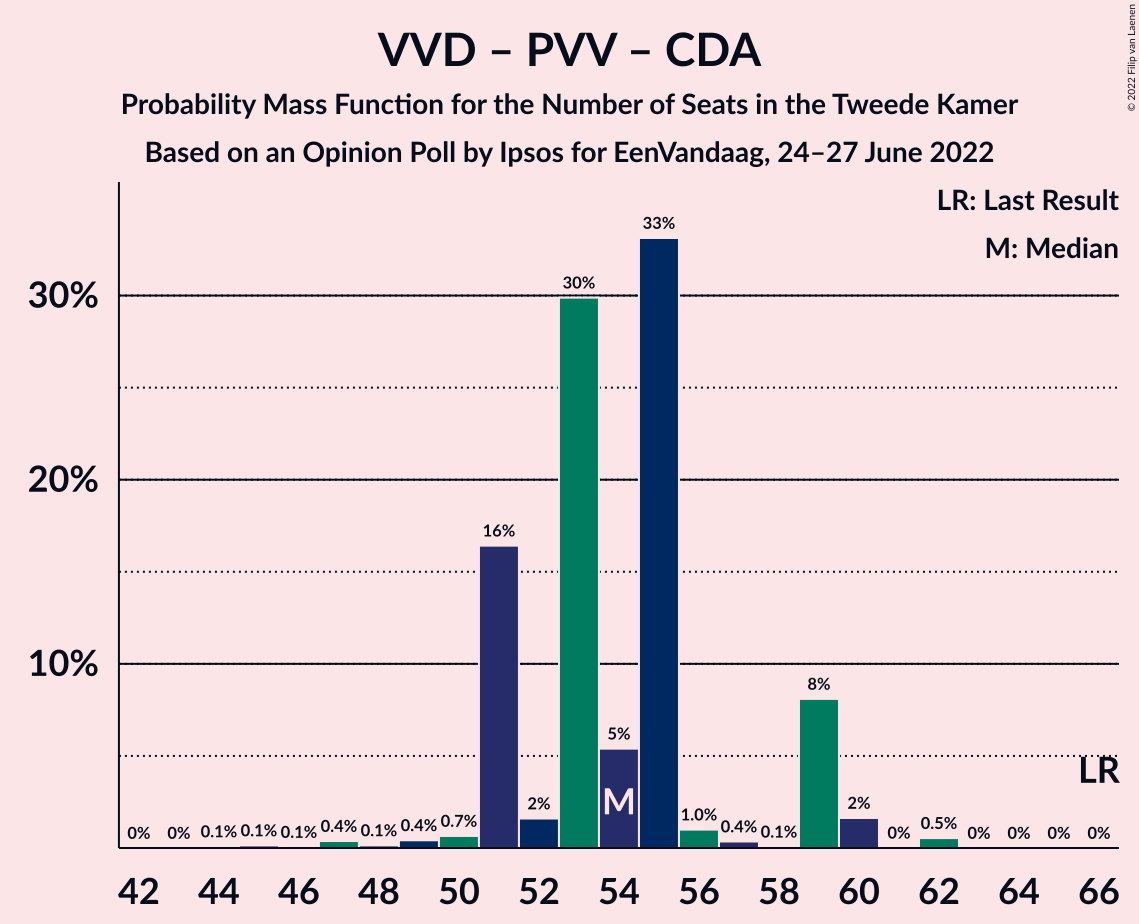 VVD – PVV – CDA
Probability Mass Function for the Number of Seats in the Tweede Kamer
Based on an Opinion Poll by Ipsos for EenVandaag, 24–27 June 2022
© 2022 Filip van Laenen
LR: Last Result
M: Median
30%
20%
10%
0% 0% 0.1% 0.1% 0.1% 0.4% 0.1% 0.4% 0.7% 16% 2% 30% 5% 33% 1.0% 0.4% 0.1% 8% 2% 0% 0.5% 0% 0% 0% 0%
M
LR
42 44 46 48 50 52 54 56 58 60 62 64 66